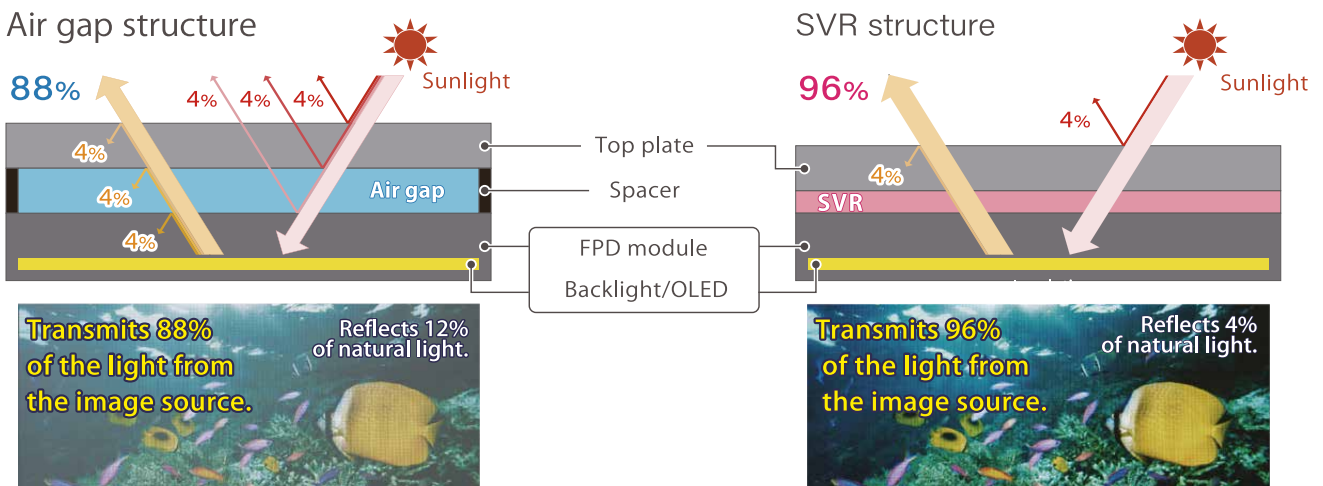 Air gap structure
Sunlight
88%
4%
4%
4%
4%
4%
4%
Air gap
Top plate
Spacer
FPD module
Backlight/OLED
SVR structure
Sunlight
96%
4%
4%
SVR
Transmits 88%
of the light from
the image source.
Reflects 12%
of natural light.
Transmits 96%
of the light from
the image source.
Reflects 4%
of natural light.